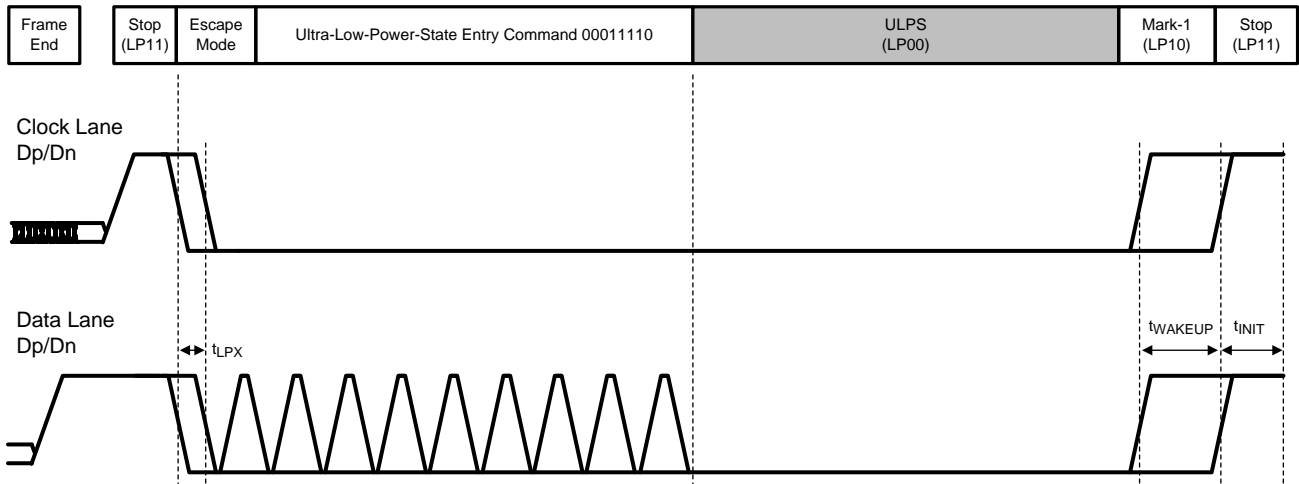 Frame End
Stop (LP11)
Escape Mode
Ultra-Low-Power-State Entry Command 00011110
ULPS (LP00)
Mark-1 (LP10)
Stop (LP11)
Clock Lane
Dp/Dn
Data Lane
Dp/Dn
tLPX
tWAKEUP
tINIT